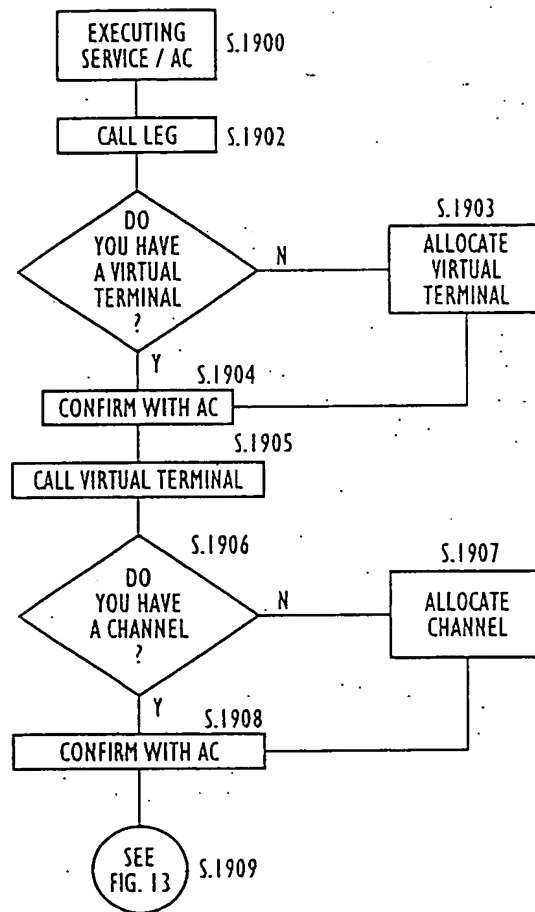 EXECUTING
SERVICE / AC
S.1900
CALL LEG
S.1902
DO
YOU HAVE
A VIRTUAL
TERMINAL
?
N
S.1903
ALLOCATE
VIRTUAL
TERMINAL
Y
S.1904
CONFIRM WITH AC
S.1905
CALL VIRTUAL TERMINAL
S.1906
DO
YOU HAVE
A CHANNEL
?
N
S.1907
ALLOCATE
CHANNEL
Y
S.1908
CONFIRM WITH AC
SEE
FIG. 13
S.1909